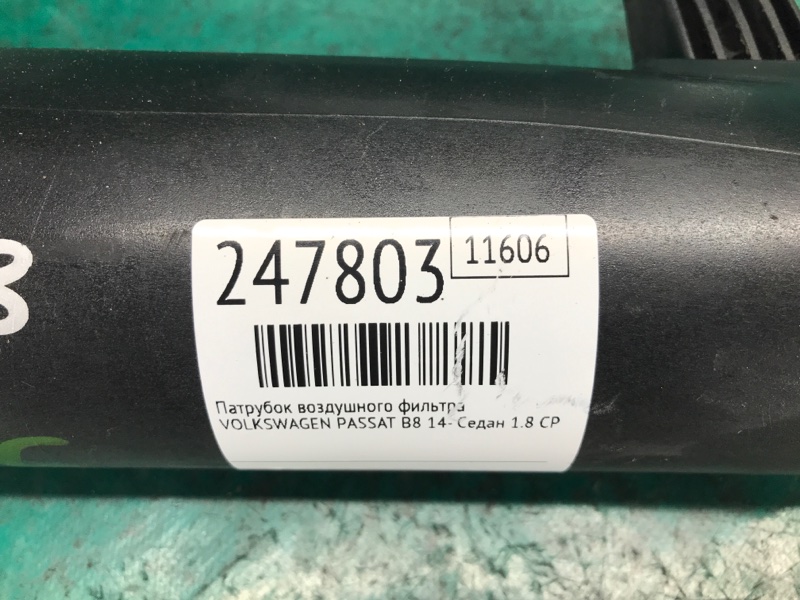 247803
11606
Патрубок воздушного фильтра
VOLKSWAGEN PASSAT B8 14- Седан 1.8 CP